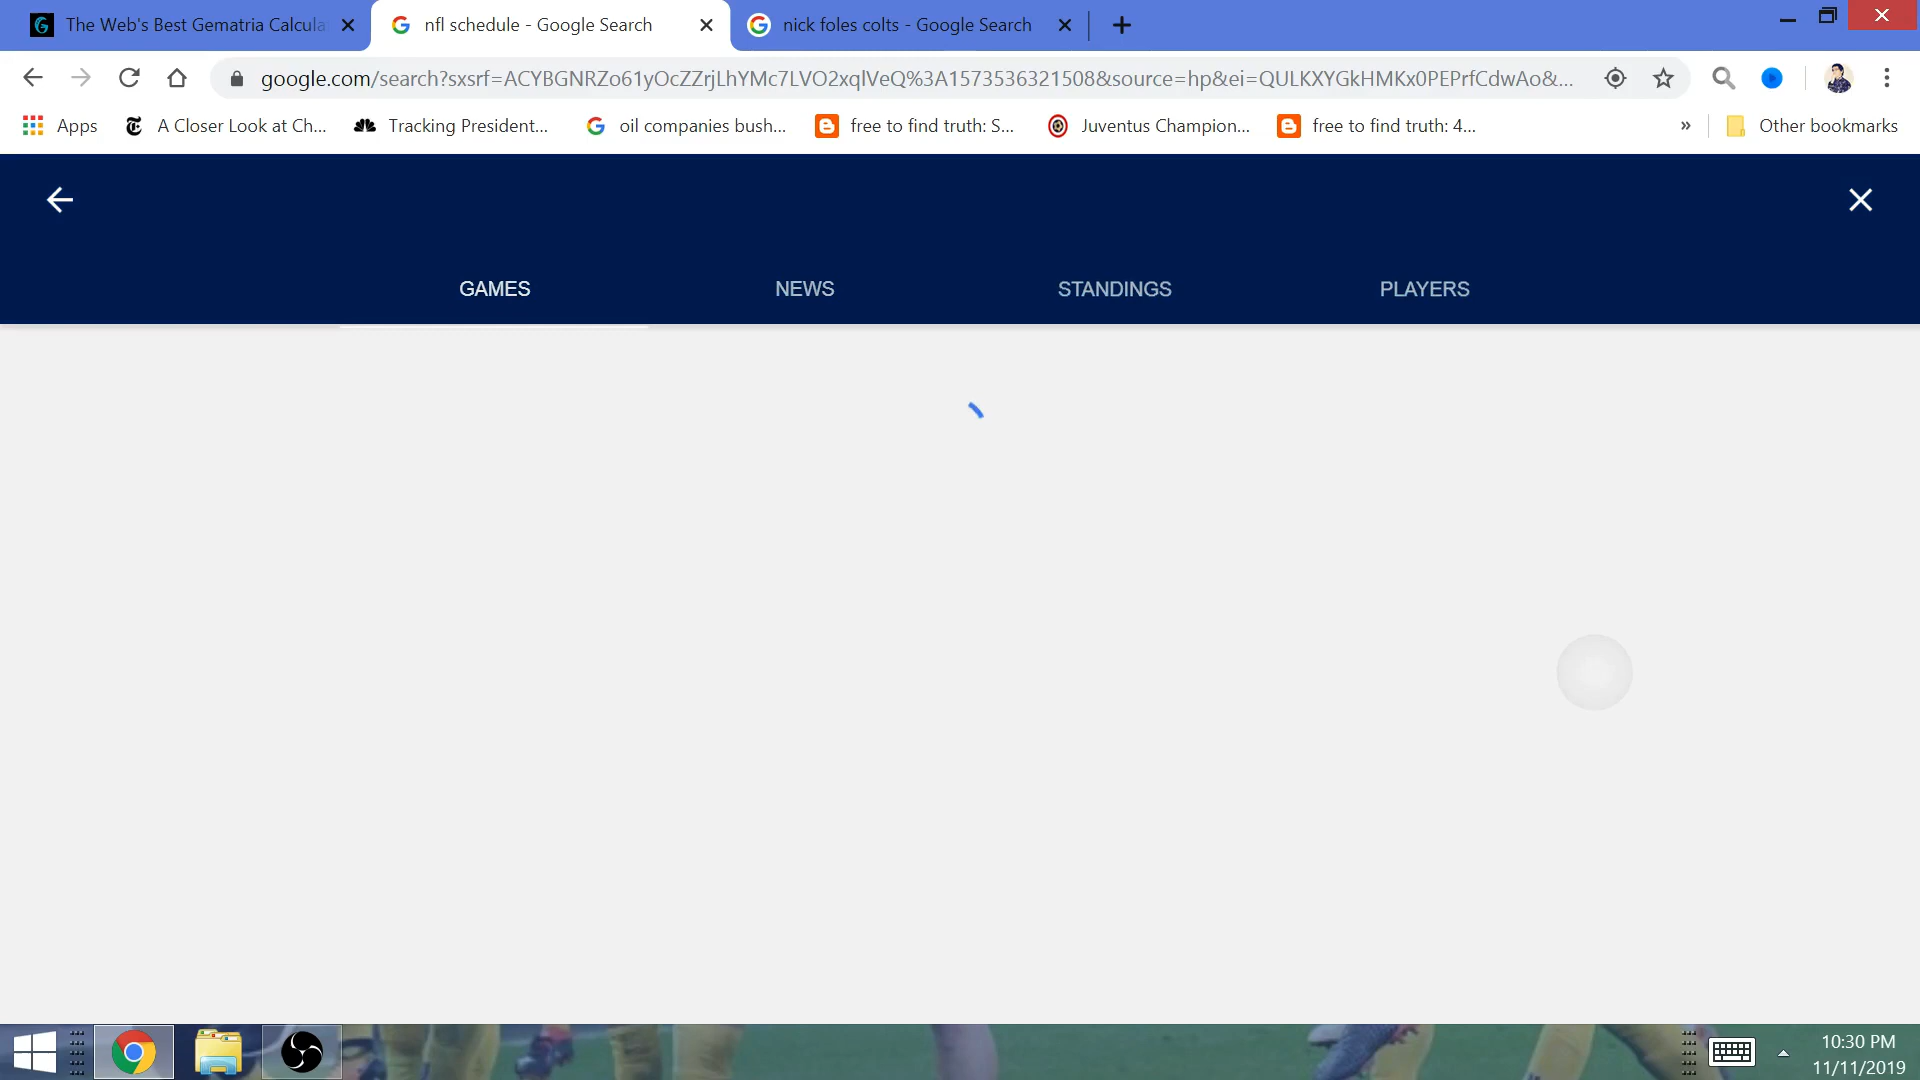 The Web's Best Gematria Calcula
nfl schedule - Google Search
nick foles colts - Google Search
google.com/search?sxsrf=ACYBGNRZo61yOcZZrjLhYMc7LVO2xqlVeQ%3A1573536321508&source=hp&ei=QULKXYGkHMKx0PEPrfCdwAo&...
Apps
A Closer Look at Ch...
Tracking President...
oil companies bush...
free to find truth: S...
Juventus Champion...
free to find truth: 4...
»
Other bookmarks
GAMES
NEWS
STANDINGS
PLAYERS
10:30 PM
11/11/2019